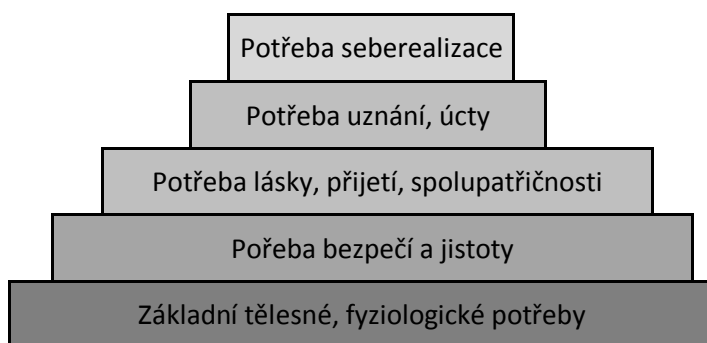 Potřeba seberealizace
Potřeba uznání, úcty
Potřeba lásky, přijetí, spolupatřičnosti
Pořeba bezpečí a jistoty
Základní tělesné, fyziologické potřeby